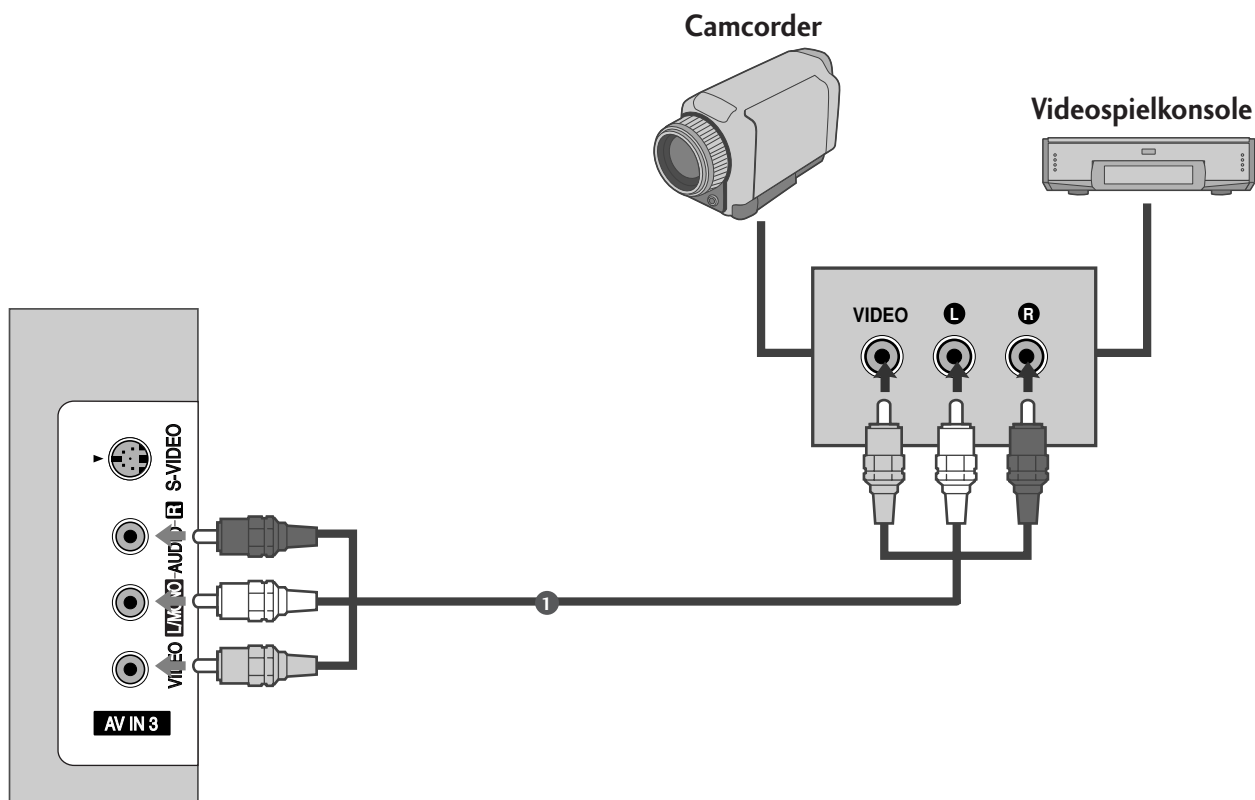 Camcorder
Videospielkonsole
VIDEO L R
S-VIDEO
AUDIO R
L/MONO
VIDEO
AV IN 3
1